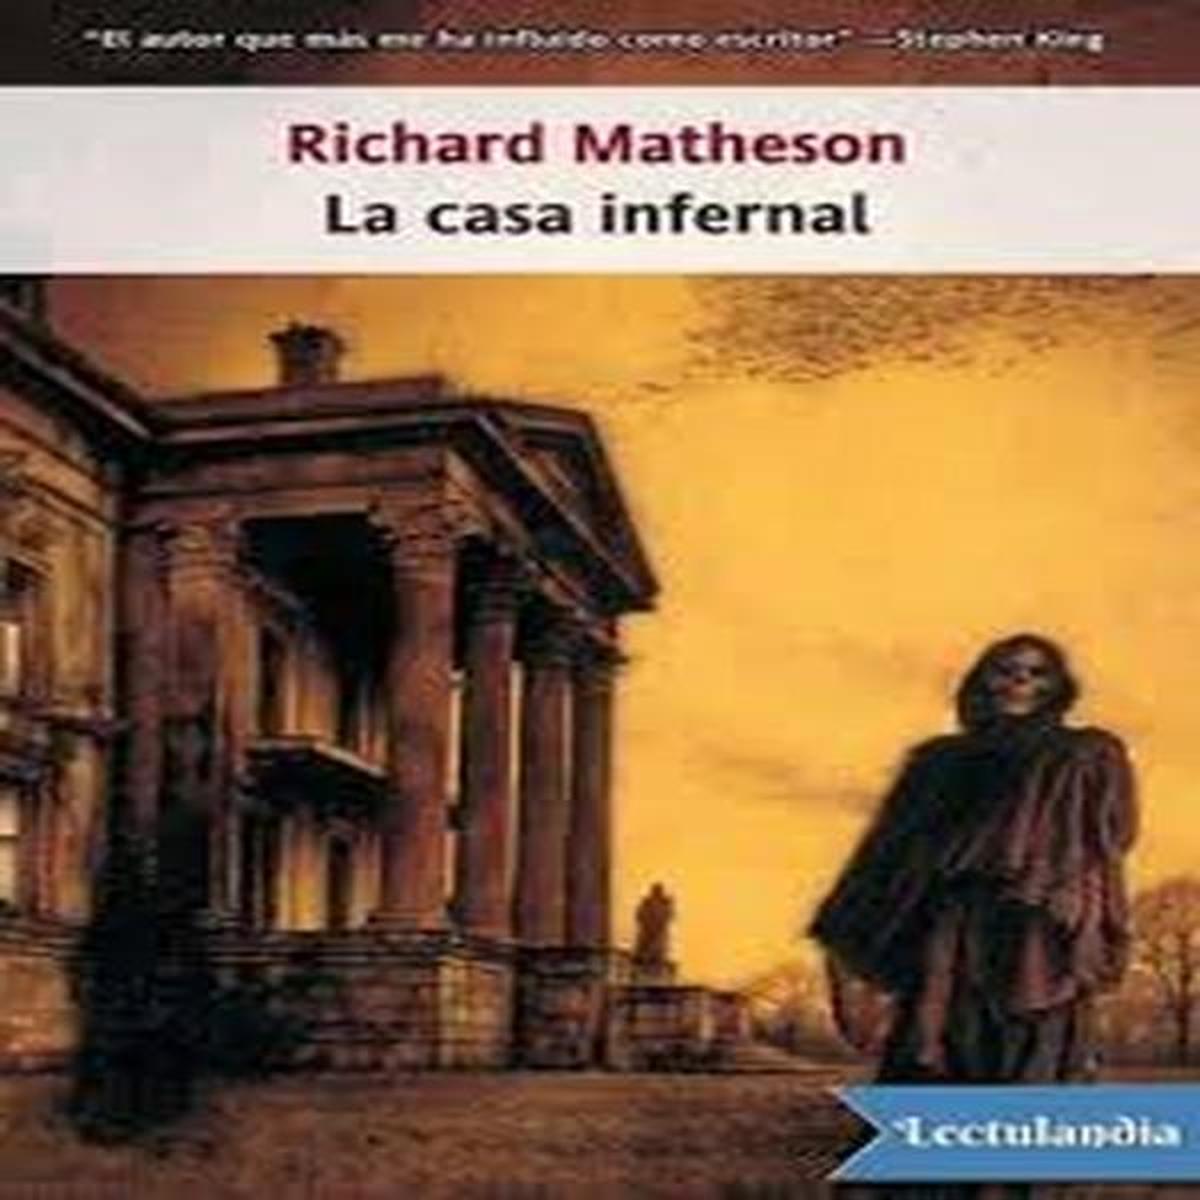 "El autor que más me ha influido como escritor" —Stephen King
Richard Matheson
La casa infernal
Lectulandia